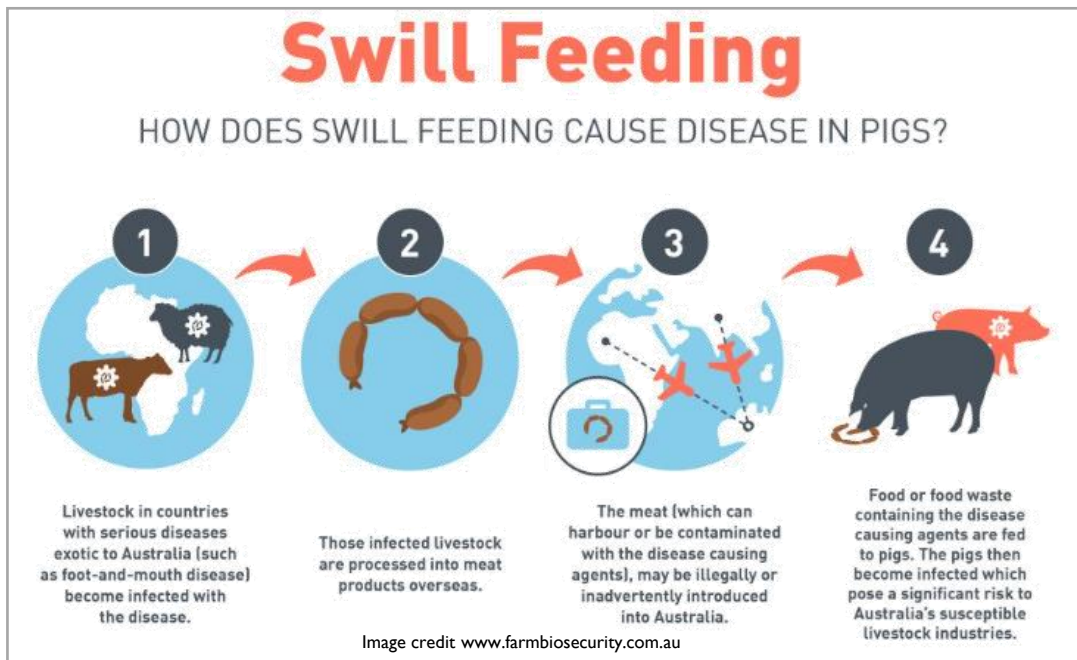 Swill Feeding
HOW DOES SWILL FEEDING CAUSE DISEASE IN PIGS?
1
Livestock in countries
with serious diseases
exotic to Australia (such
as foot-and-mouth disease)
become infected with
the disease.
2
Those infected livestock
are processed into meat
products overseas.
3
The meat (which can
harbour or be contaminated
with the disease causing
agents), may be illegally or
inadvertently introduced
into Australia.
4
Food or food waste
containing the disease
causing agents are fed
to pigs. The pigs then
become infected which
pose a significant risk to
Australia's susceptible
livestock industries.
Image credit www.farmbiosecurity.com.au